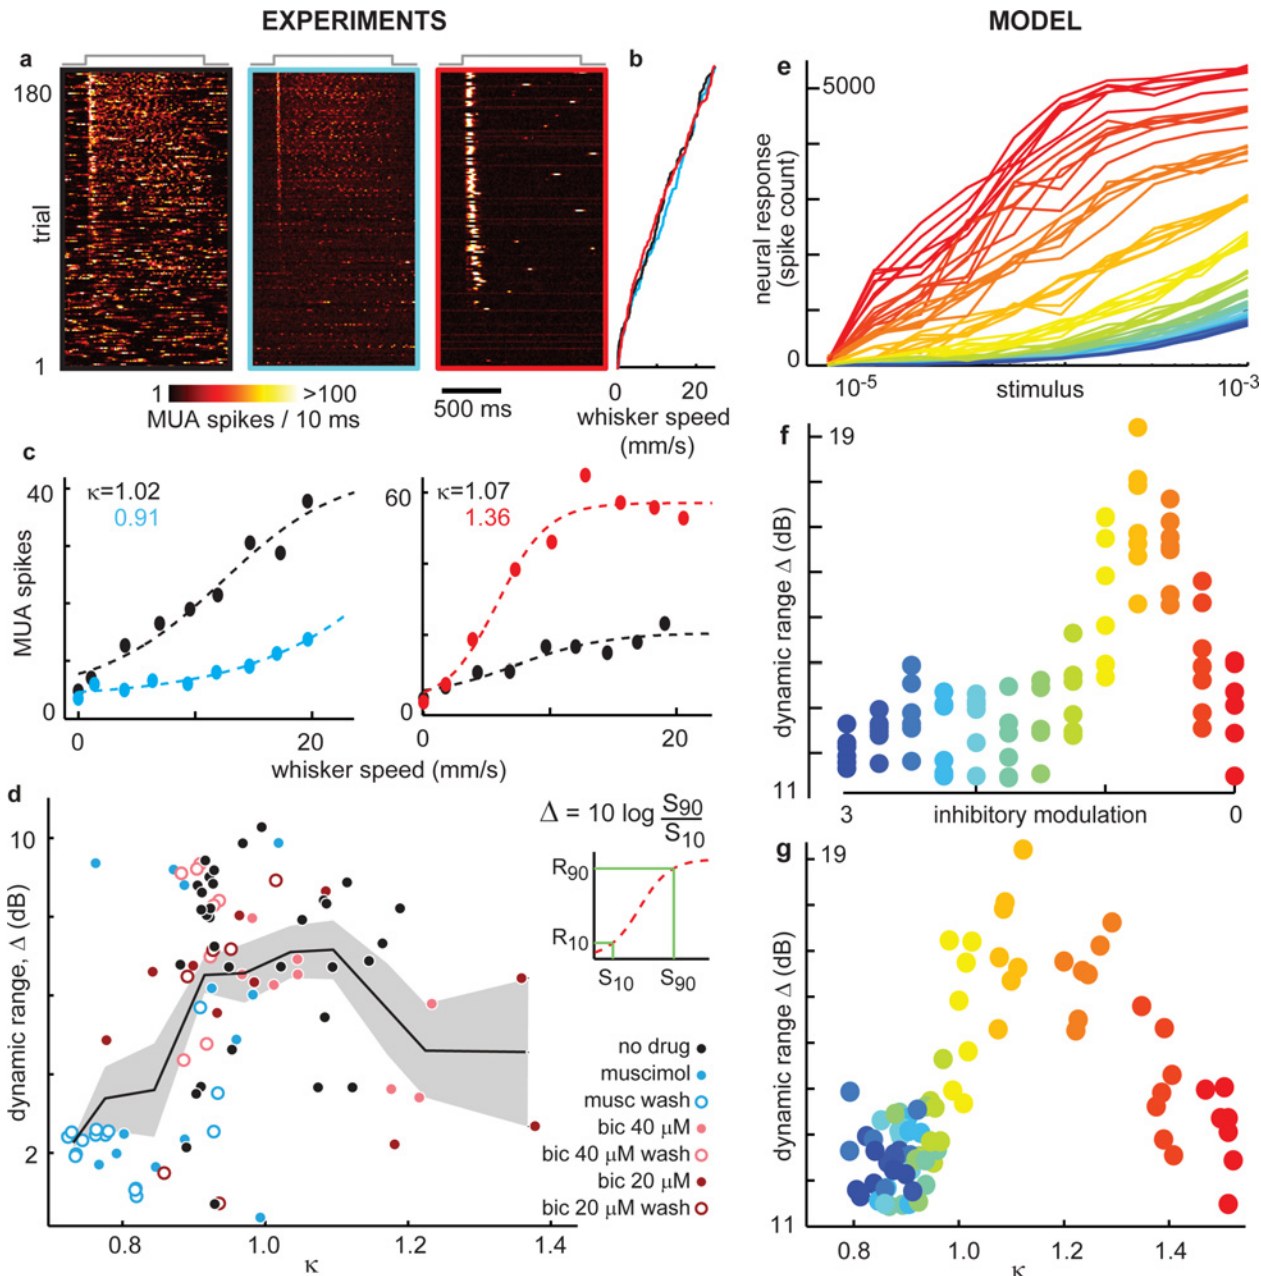 EXPERIMENTS
MODEL
a
180
trial
1
1 >100
MUA spikes / 10 ms
500 ms
b
0 20
whisker speed
(mm/s)
c
MUA spikes
40
0
κ=1.02
0.91
0 20
60
0
κ=1.07
1.36
0 20
whisker speed (mm/s)
d
dynamic range, Δ (dB)
10
2
0.8 1.0 1.2 1.4
κ
Δ = 10 log S90/S10
R90
R10
S10 S90
no drug
muscimol
musc wash
bic 40 μM
bic 40 μM wash
bic 20 μM
bic 20 μM wash
e
neural response
(spike count)
5000
0
10-5 stimulus 10-3
f
dynamic range Δ (dB)
19
11
3 inhibitory modulation 0
g
dynamic range Δ (dB)
19
11
0.8 1.0 1.2 1.4
κ